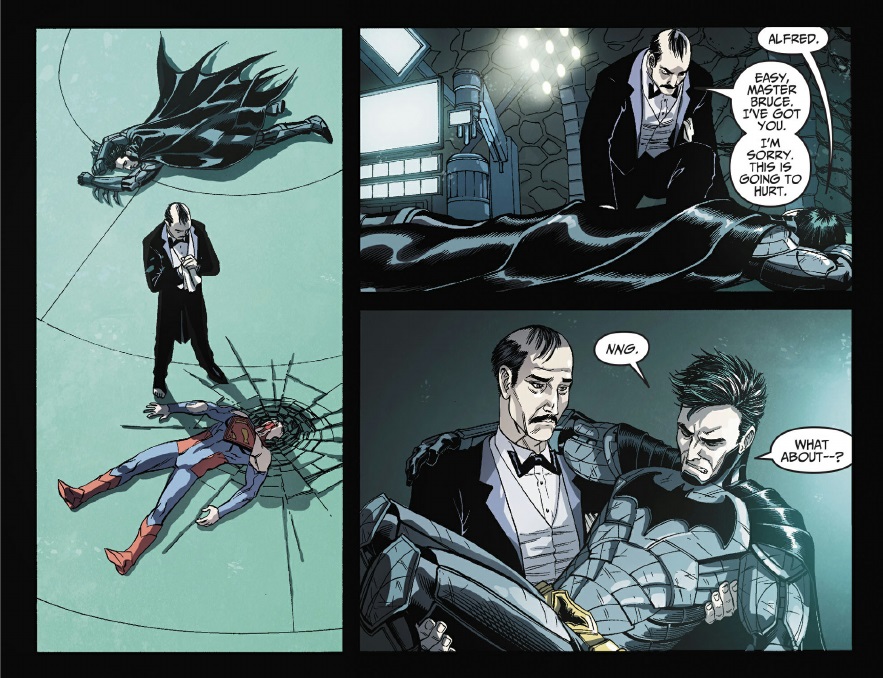 ALFRED.
EASY,
MASTER
BRUCE.
I'VE GOT
YOU.
I'M
SORRY.
THIS IS
GOING TO
HURT.
NNG.
WHAT
ABOUT--?